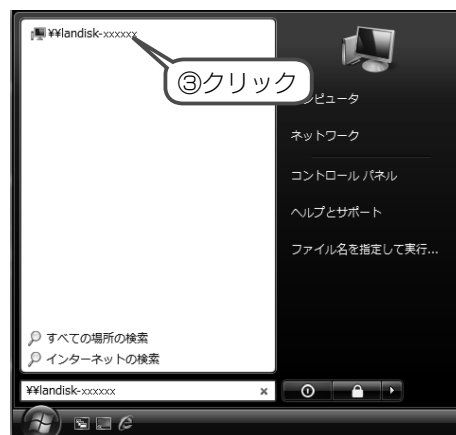 ¥¥landisk-xxxxxx
③クリック
コンピュータ
ネットワーク
コントロール パネル
ヘルプとサポート
ファイル名を指定して実行...
すべての場所の検索
インターネットの検索
¥¥landisk-xxxxxx